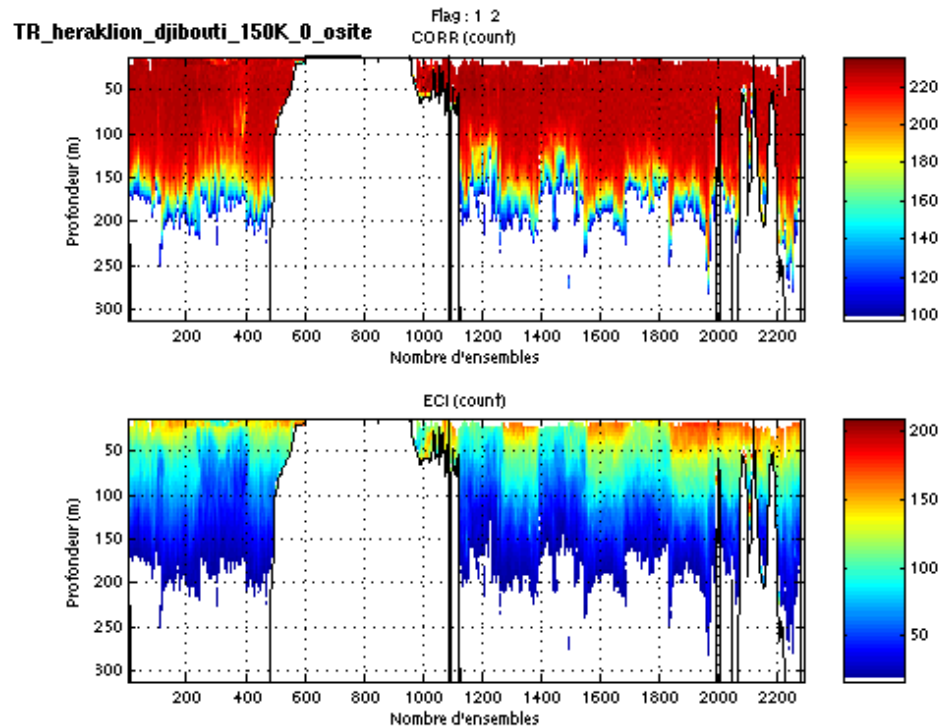 Flag : 1 2
TR_heraklion_djibouti_150K_0_osite
CORR (count)
Profondeur (m)
50
100
150
200
250
300
200 400 600 800 1000 1200 1400 1600 1800 2000 2200
Nombre d'ensembles
220
200
180
160
140
120
100
ECI (count)
Profondeur (m)
50
100
150
200
250
300
200 400 600 800 1000 1200 1400 1600 1800 2000 2200
Nombre d'ensembles
200
150
100
50